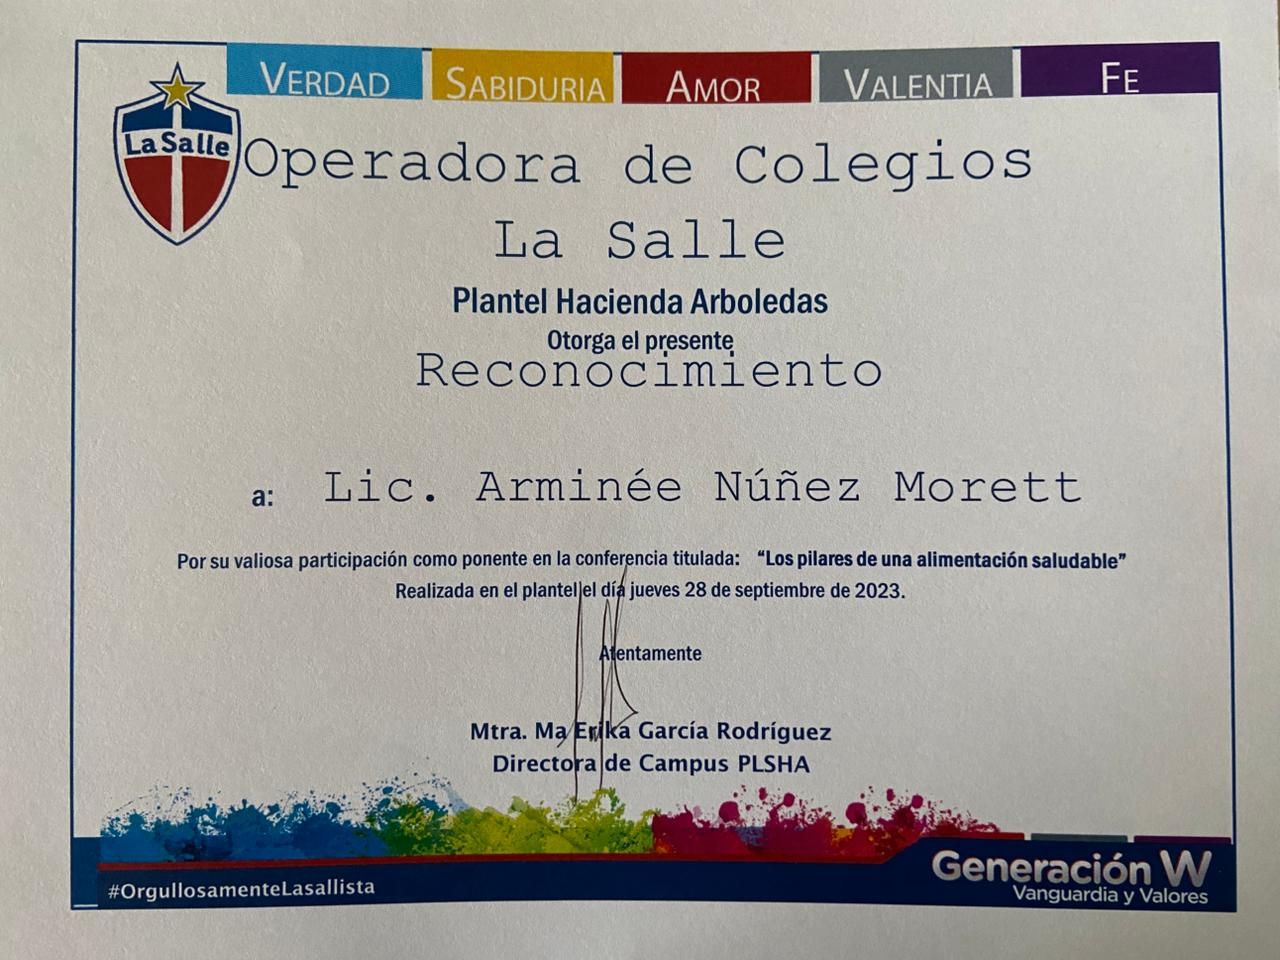 VERDAD SABIDURIA AMOR VALENTIA FE
La Salle
Operadora de Colegios
La Salle
Plantel Hacienda Arboledas
Otorga el presente
Reconocimiento
a: Lic. Arminée Núñez Morett
Por su valiosa participación como ponente en la conferencia titulada: “Los pilares de una alimentación saludable”
Realizada en el plantel el día jueves 28 de septiembre de 2023.
Atentamente
Mtra. Ma Erika García Rodríguez
Directora de Campus PLSHA
#OrgullosamenteLasallista
Generación W
Vanguardia y Valores